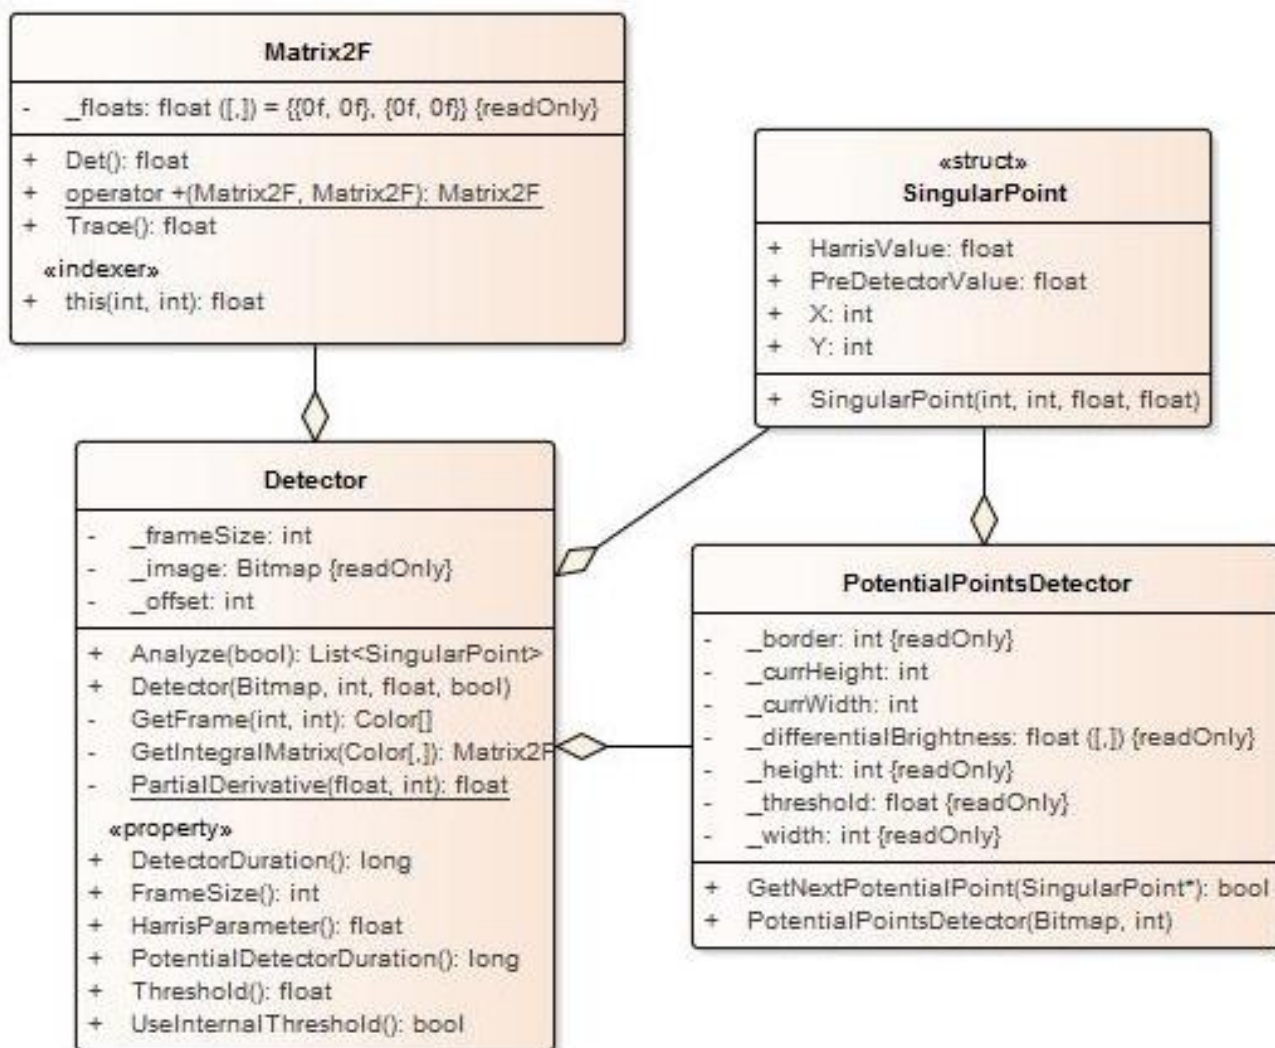 Matrix2F
- _floats: float ([,]) = {{0f, 0f}, {0f, 0f}} {readOnly}
+ Det(): float
+ operator +(Matrix2F, Matrix2F): Matrix2F
+ Trace(): float
«indexer»
+ this(int, int): float
«struct»
SingularPoint
+ HarrisValue: float
+ PreDetectorValue: float
+ X: int
+ Y: int
+ SingularPoint(int, int, float, float)
Detector
- _frameSize: int
- _image: Bitmap {readOnly}
- _offset: int
+ Analyze(bool): List<SingularPoint>
+ Detector(Bitmap, int, float, bool)
- GetFrame(int, int): Color[]
- GetIntegralMatrix(Color[,]): Matrix2F
- PartialDerivative(float, int): float
«property»
+ DetectorDuration(): long
+ FrameSize(): int
+ HarrisParameter(): float
+ PotentialDetectorDuration(): long
+ Threshold(): float
+ UseInternalThreshold(): bool
PotentialPointsDetector
- _border: int {readOnly}
- _currHeight: int
- _currWidth: int
- _differentialBrightness: float ([,]) {readOnly}
- _height: int {readOnly}
- _threshold: float {readOnly}
- _width: int {readOnly}
+ GetNextPotentialPoint(SingularPoint*): bool
+ PotentialPointsDetector(Bitmap, int)